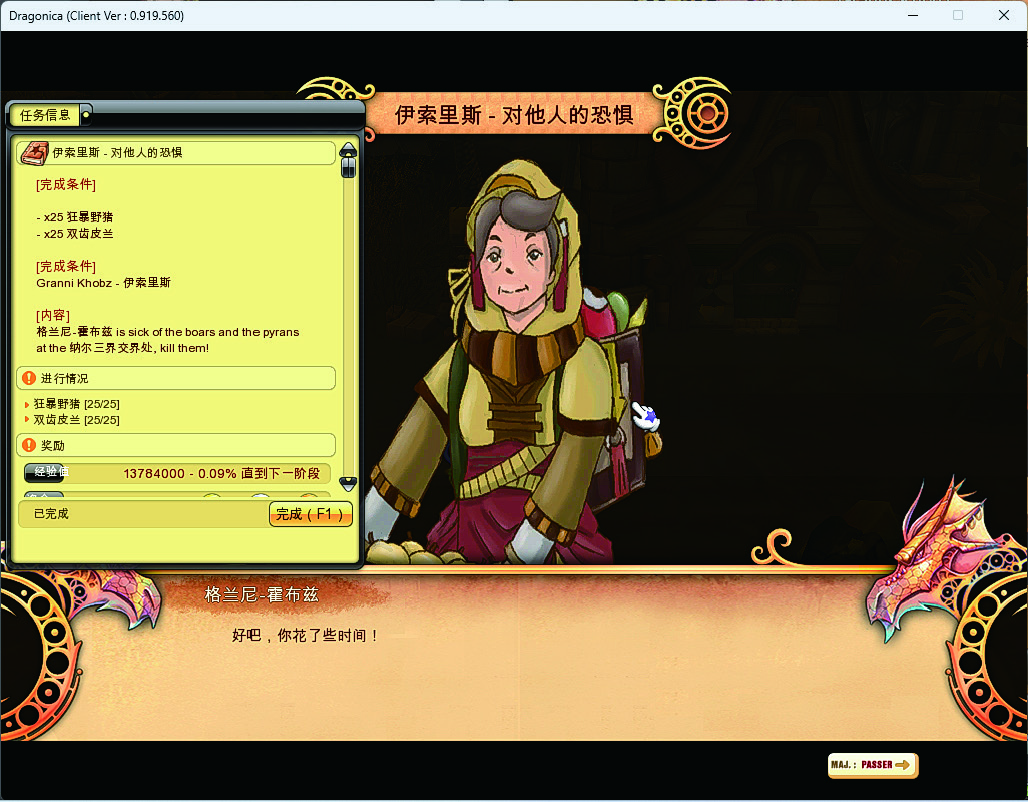 Dragonica (Client Ver : 0.919.560)
伊索里斯 - 对他人的恐惧
任务信息
伊索里斯 - 对他人的恐惧
[完成条件]
- x25 狂暴野猪
- x25 双齿皮兰
[完成条件]
Granni Khobz - 伊索里斯
[内容]
格兰尼-霍布兹 is sick of the boars and the pyrans
at the 纳尔三界交界处, kill them!
进行情况
狂暴野猪 [25/25]
双齿皮兰 [25/25]
奖励
经验值 13784000 - 0.09% 直到下一阶段
已完成 完成 ( F1 )
格兰尼-霍布兹
好吧，你花了些时间！
MAJ. : PASSER